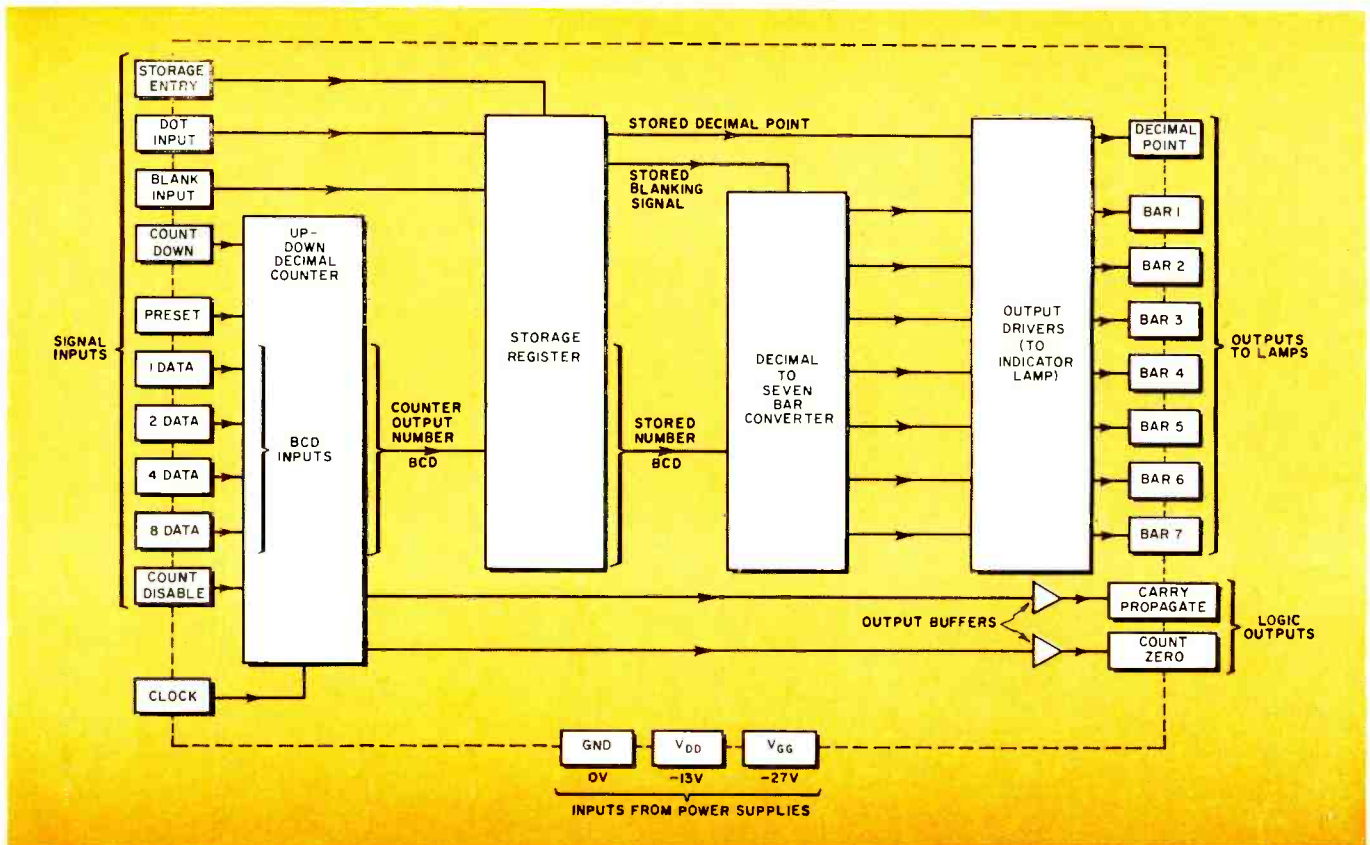 STORAGE
ENTRY
DOT
INPUT
BLANK
INPUT
COUNT
DOWN
PRESET
1 DATA
2 DATA
4 DATA
8 DATA
COUNT
DISABLE
CLOCK
SIGNAL
INPUTS
UP-
DOWN
DECIMAL
COUNTER
BCD
INPUTS
COUNTER
OUTPUT
NUMBER
BCD
STORAGE
REGISTER
STORED DECIMAL POINT
STORED
BLANKING
SIGNAL
STORED
NUMBER
BCD
DECIMAL
TO
SEVEN
BAR
CONVERTER
OUTPUT
DRIVERS
(TO
INDICATOR
LAMP)
DECIMAL
POINT
BAR 1
BAR 2
BAR 3
BAR 4
BAR 5
BAR 6
BAR 7
OUTPUTS
TO LAMPS
OUTPUT BUFFERS
CARRY
PROPAGATE
COUNT
ZERO
LOGIC
OUTPUTS
GND
VDD
VGG
0V
-13V
-27V
INPUTS FROM POWER SUPPLIES